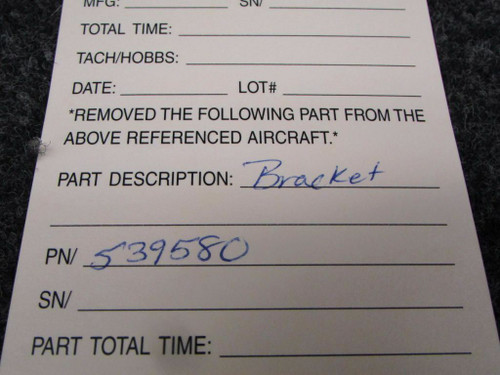 MFG: SN/
TOTAL TIME:
TACH/HOBBS:
DATE: LOT#
*REMOVED THE FOLLOWING PART FROM THE
ABOVE REFERENCED AIRCRAFT.*
PART DESCRIPTION: Bracket
PN/ 539580
SN/
PART TOTAL TIME: